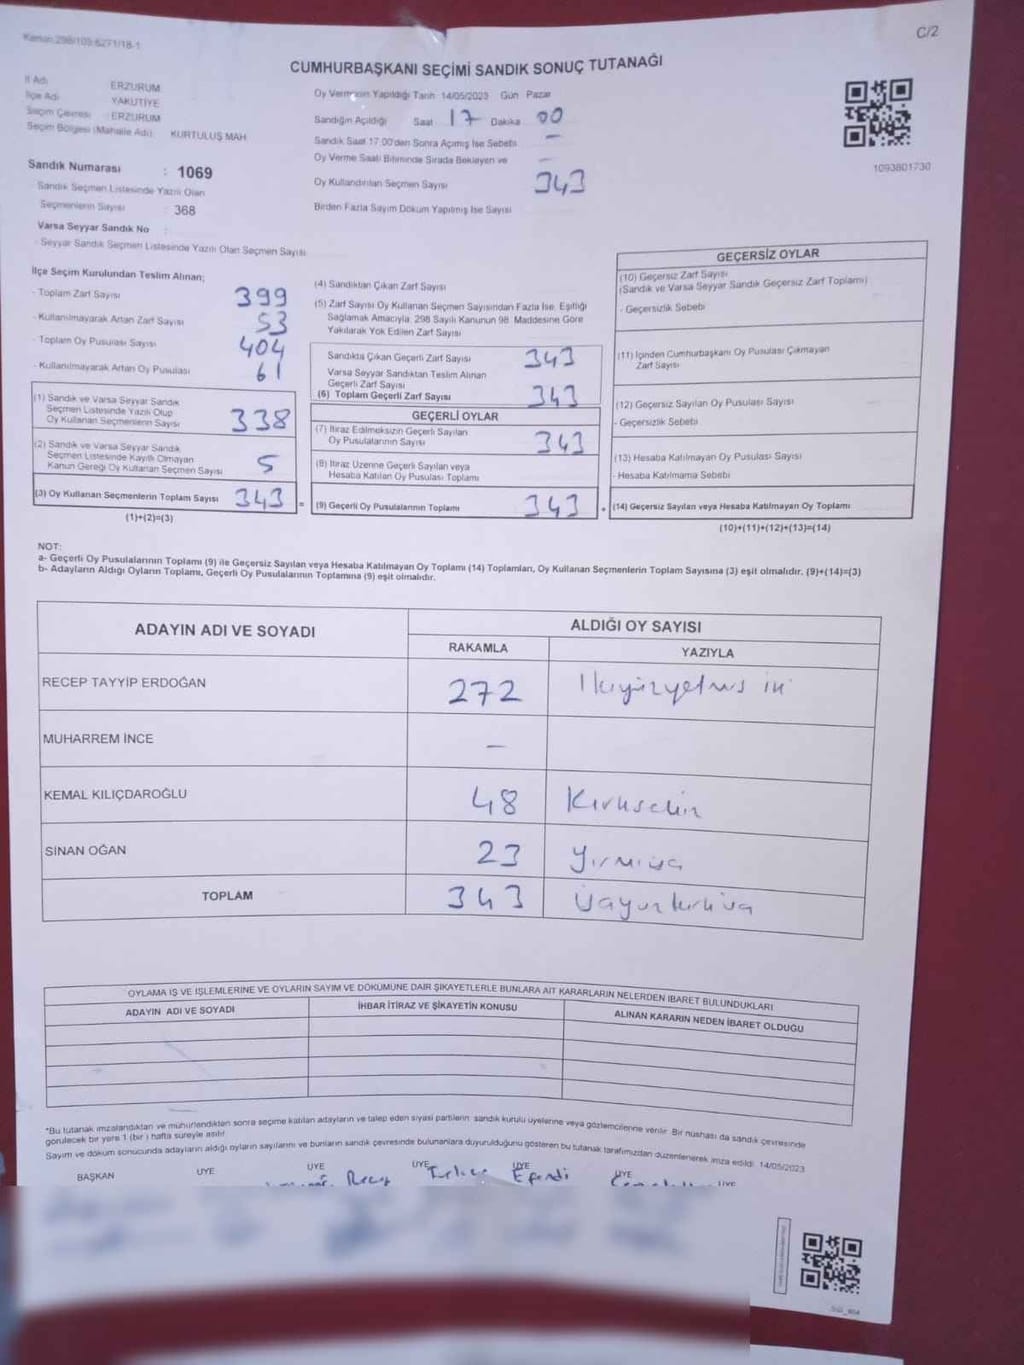 Kanun:298/105-6271/18-1
C/2
CUMHURBAŞKANI SEÇİMİ SANDIK SONUÇ TUTANAĞI
İl Adı : ERZURUM
İlçe Adı : YAKUTİYE
Seçim Çevresi : ERZURUM
Seçim Bölgesi (Mahalle Adı) : KURTULUŞ MAH
Sandık Numarası : 1069
Sandık Seçmen Listesinde Yazılı Olan
Seçmenlerin Sayısı : 368
Varsa Seyyar Sandık No :
- Seyyar Sandık Seçmen Listesinde Yazılı Olan Seçmen Sayısı
Oy Vermenin Yapıldığı Tarih 14/05/2023 Gün Pazar
Sandığın Açıldığı Saat 17 Dakika 00
Sandık Saat 17.00'den Sonra Açılmış İse Sebebi —
Oy Verme Saati Bitiminde Sırada Bekleyen ve —
Oy Kullandırılan Seçmen Sayısı 343
Birden Fazla Sayım Döküm Yapılmış İse Sayısı
1093801730
İlçe Seçim Kurulundan Teslim Alınan;
- Toplam Zarf Sayısı 399
- Kullanılmayarak Artan Zarf Sayısı 53
- Toplam Oy Pusulası Sayısı 404
- Kullanılmayarak Artan Oy Pusulası 61
(1) Sandık ve Varsa Seyyar Sandık
Seçmen Listesinde Yazılı Olup
Oy Kullanan Seçmenlerin Sayısı 338
(2) Sandık ve Varsa Seyyar Sandık
Seçmen Listesinde Kayıtlı Olmayan
Kanun Gereği Oy Kullanan Seçmen Sayısı 5
(3) Oy Kullanan Seçmenlerin Toplam Sayısı 343 =
(1)+(2)=(3)
(4) Sandıktan Çıkan Zarf Sayısı
(5) Zarf Sayısı Oy Kullanan Seçmen Sayısından Fazla İse, Eşitliği
Sağlamak Amacıyla, 298 Sayılı Kanunun 98. Maddesine Göre
Yakılarak Yok Edilen Zarf Sayısı
Sandıkta Çıkan Geçerli Zarf Sayısı 343
Varsa Seyyar Sandıktan Teslim Alınan
Geçerli Zarf Sayısı
(6) Toplam Geçerli Zarf Sayısı 343
GEÇERLİ OYLAR
(7) İtiraz Edilmeksizin Geçerli Sayılan
Oy Pusulalarının Sayısı 343
(8) İtiraz Üzerine Geçerli Sayılan veya
Hesaba Katılan Oy Pusulası Toplamı
(9) Geçerli Oy Pusulalarının Toplamı 343 +
GEÇERSİZ OYLAR
(10) Geçersiz Zarf Sayısı
(Sandık ve Varsa Seyyar Sandık Geçersiz Zarf Toplamı)
- Geçersizlik Sebebi
(11) İçinden Cumhurbaşkanı Oy Pusulası Çıkmayan
Zarf Sayısı
(12) Geçersiz Sayılan Oy Pusulası Sayısı
- Geçersizlik Sebebi
(13) Hesaba Katılmayan Oy Pusulası Sayısı
- Hesaba Katılmama Sebebi
(14) Geçersiz Sayılan veya Hesaba Katılmayan Oy Toplamı
(10)+(11)+(12)+(13)=(14)
NOT:
a- Geçerli Oy Pusulalarının Toplamı (9) ile Geçersiz Sayılan veya Hesaba Katılmayan Oy Toplamı (14) Toplamları, Oy Kullanan Seçmenlerin Toplam Sayısına (3) eşit olmalıdır. (9)+(14)=(3)
b- Adayların Aldığı Oyların Toplamı, Geçerli Oy Pusulalarının Toplamına (9) eşit olmalıdır.
ADAYIN ADI VE SOYADI
ALDIĞI OY SAYISI
RAKAMLA YAZIYLA
RECEP TAYYİP ERDOĞAN 272 İkiyüzyetmiş iki
MUHARREM İNCE —
KEMAL KILIÇDAROĞLU 48 Kırksekiz
SİNAN OĞAN 23 Yirmiüç
TOPLAM 343 üçyüzkırküç
OYLAMA İŞ VE İŞLEMLERİNE VE OYLARIN SAYIM VE DÖKÜMÜNE DAİR ŞİKAYETLERLE BUNLARA AİT KARARLARIN NELERDEN İBARET BULUNDUKLARI
ADAYIN ADI VE SOYADI İHBAR İTİRAZ VE ŞİKAYETİN KONUSU ALINAN KARARIN NEDEN İBARET OLDUĞU
*Bu tutanak imzalandıktan ve mühürlendikten sonra seçime katılan adayların ve talep eden siyasi partilerin sandık kurulu üyelerine veya gözlemcilerine verilir. Bir nüshası da sandık çevresinde
görülecek bir yere 1 (bir) hafta süreyle asılır.
Sayım ve döküm sonucunda adayların aldığı oyların sayılarını ve bunların sandık çevresinde bulunanlara duyurulduğunu gösteren bu tutanak tarafımızdan düzenlenerek imza edildi. 14/05/2023
BAŞKAN ÜYE ÜYE ÜYE ÜYE ÜYE ÜYE
Recep Efendi